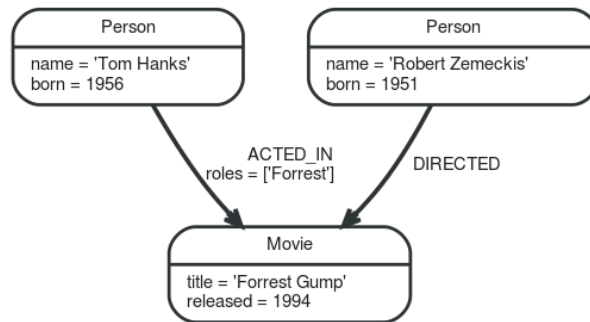 Person
name = 'Tom Hanks'
born = 1956
Person
name = 'Robert Zemeckis'
born = 1951
ACTED_IN
roles = ['Forrest']
DIRECTED
Movie
title = 'Forrest Gump'
released = 1994